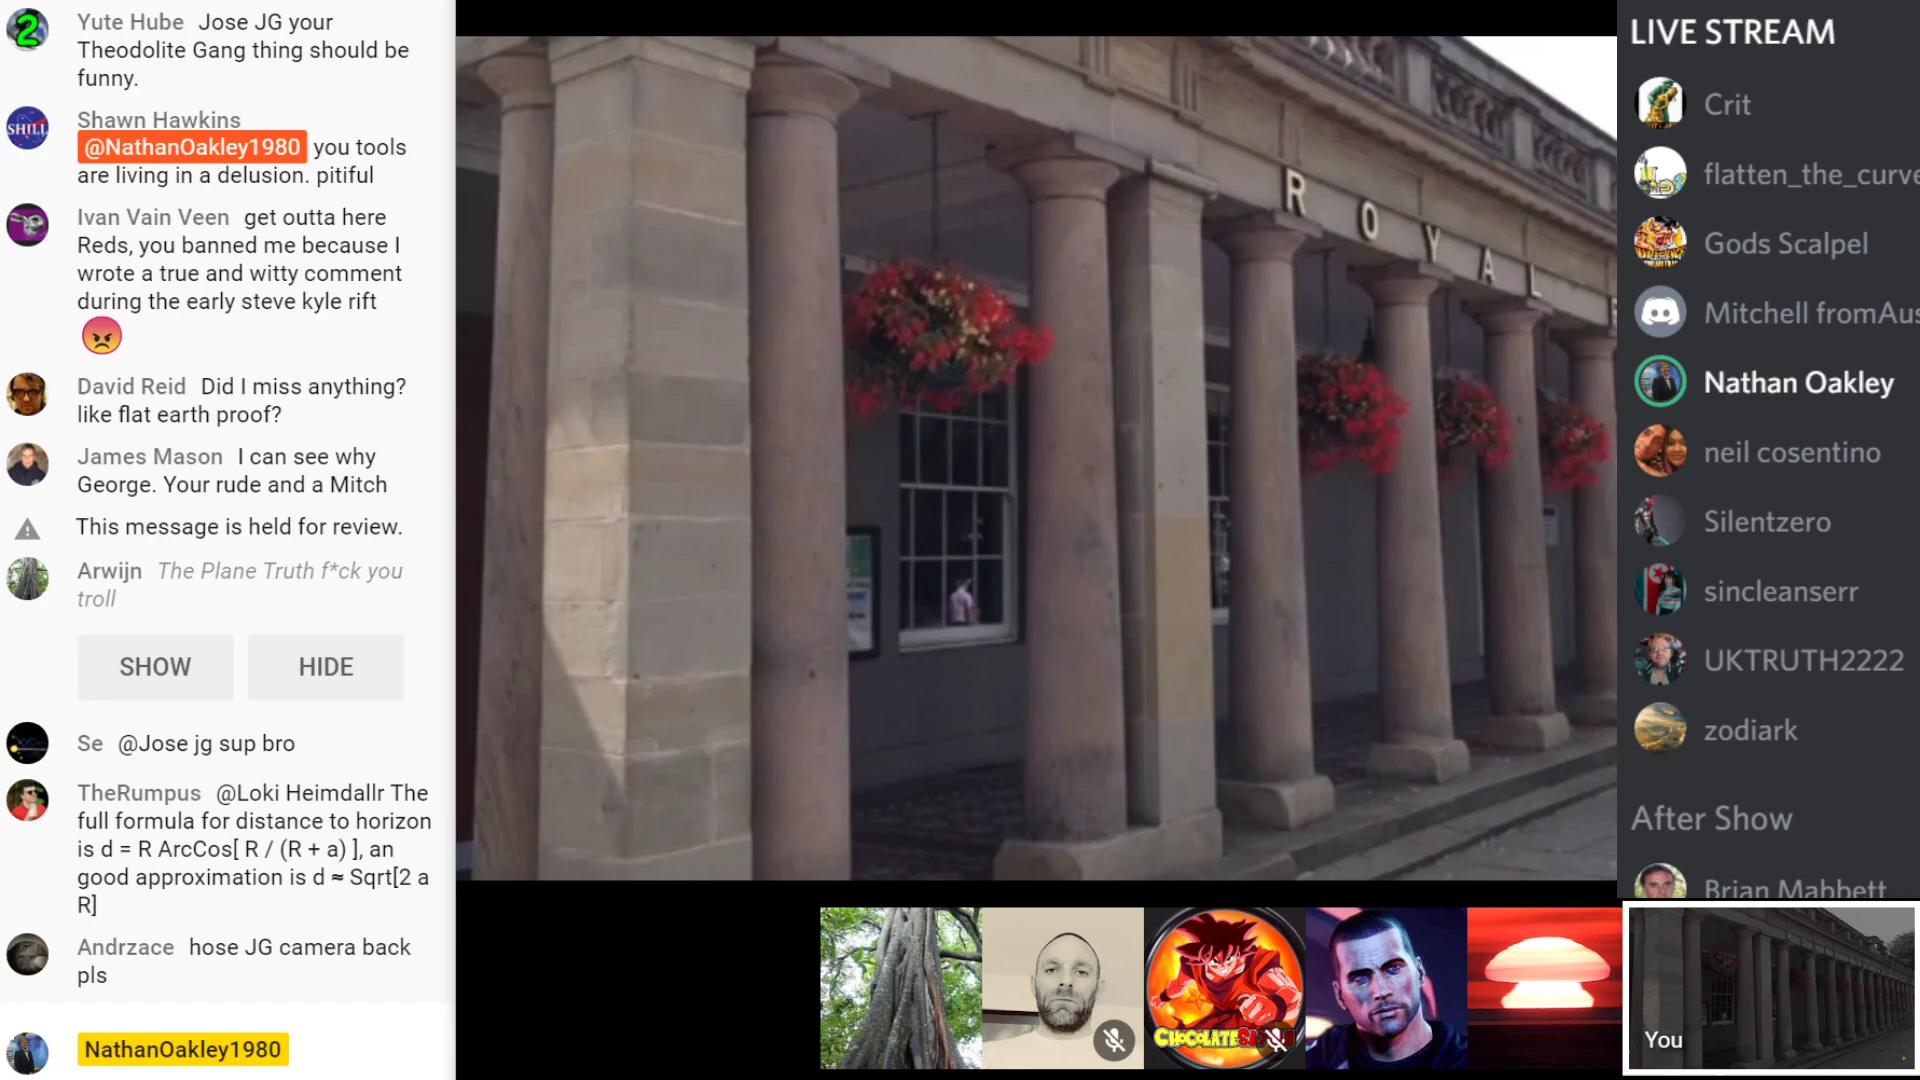 Yute Hube Jose JG your
Theodolite Gang thing should be
funny.
SHILL
Shawn Hawkins
@NathanOakley1980 you tools
are living in a delusion. pitiful
Ivan Vain Veen get outta here
Reds, you banned me because I
wrote a true and witty comment
during the early steve kyle rift
David Reid Did I miss anything?
like flat earth proof?
James Mason I can see why
George. Your rude and a Mitch
This message is held for review.
Arwijn The Plane Truth f*ck you
troll
SHOW HIDE
Se @Jose jg sup bro
TheRumpus @Loki Heimdallr The
full formula for distance to horizon
is d = R ArcCos[ R / (R + a) ], an
good approximation is d ≈ Sqrt[2 a
R]
Andrzace hose JG camera back
pls
NathanOakley1980
ROYAL
LIVE STREAM
Crit
flatten_the_curve
Gods Scalpel
Mitchell fromAus
Nathan Oakley
neil cosentino
Silentzero
sincleanserr
UKTRUTH2222
zodiark
After Show
Brian Mabbett
You